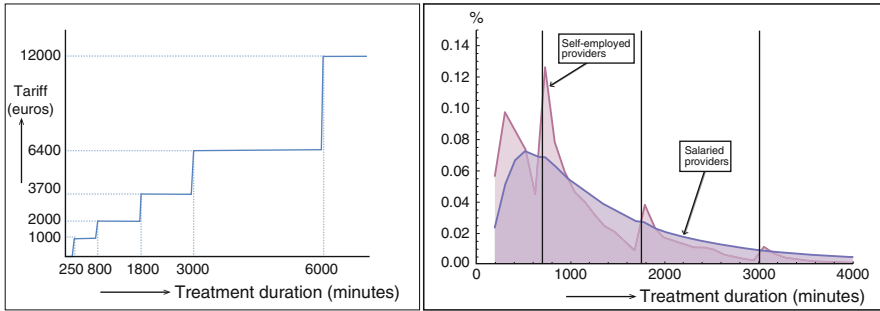 12000
Tariff
(euros)
6400
3700
2000
1000
250 800 1800 3000 6000
Treatment duration (minutes)
%
0.14
0.12
0.10
0.08
0.06
0.04
0.02
0.00
Self-employed
providers
Salaried
providers
0 1000 2000 3000 4000
Treatment duration (minutes)